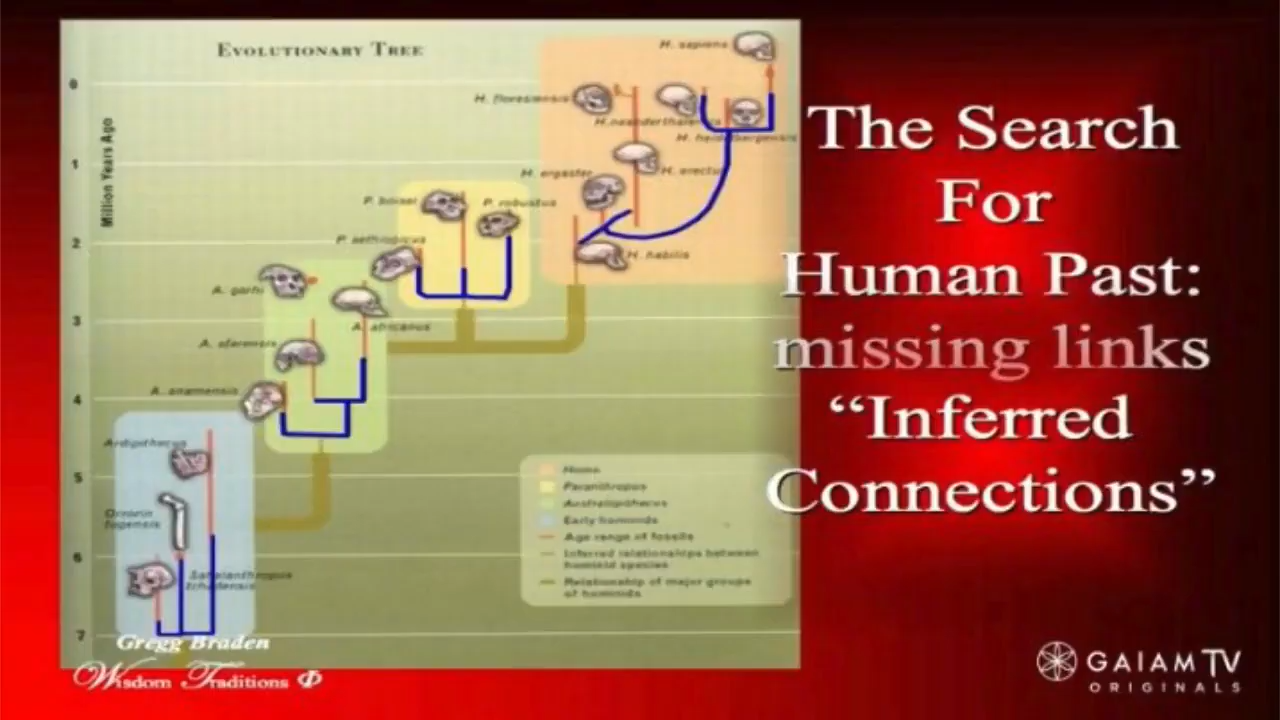 EVOLUTIONARY TREE
H. sapiens
0
H. floresiensis
H. neanderthalensis
H. heidelbergensis
Million Years Ago
1
H. ergaster
H. erectus
P. boisei
P. robustus
2
P. aethiopicus
H. habilis
A. garhi
3
A. africanus
A. afarensis
4
A. anamensis
Ardipithecus
5
Orrorin
tugenensis
6
Sahelanthropus
tchadensis
7
Homo
Paranthropus
Australopithecus
Early hominids
Age range of fossils
Inferred relationships between
hominid species
Relationship of major groups
of hominids
The Search
For
Human Past:
missing links
“Inferred
Connections”
Gregg Braden
Wisdom Traditions Φ
GAIAM TV
ORIGINALS